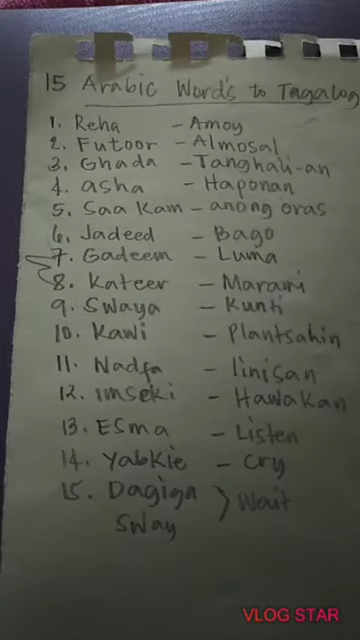 15 Arabic Words to Tagalog
1. Reha - Amoy
2. Futoor - Almosal
3. Ghada - Tanghali-an
4. asha - Haponan
5. Saa Kam - anong oras
6. Jadeed - Bago
7. Gadeem - Luma
8. Kateer - Marami
9. Swaya - Kunti
10. Kawi - Plantsahin
11. Nadfa - linisan
12. imseki - Hawakan
13. Esma - Listen
14. Yabkie - Cry
15. Dagiga } Wait
Sway
VLOG STAR